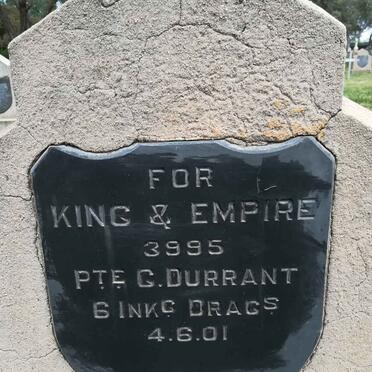 FOR
KING & EMPIRE
3995
PTE G. DURRANT
6 INKG DRAGS
4.6.01